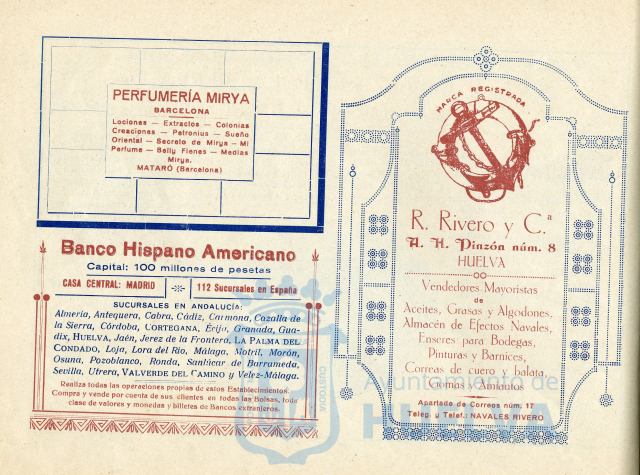 PERFUMERÍA MIRYA
BARCELONA
Lociones — Extractos — Colonias
Creaciones — Petronius — Sueño
Oriental — Secreto de Mirya — Mi
Perfume — Bally Fienes — Medias
Mirya.
MATARÓ (Barcelona)
Banco Hispano Americano
Capital: 100 millones de pesetas
CASA CENTRAL: MADRID
112 Sucursales en España
SUCURSALES EN ANDALUCÍA:
Almería, Antequera, Cabra, Cádiz, Carmona, Cazalla de
la Sierra, Córdoba, CORTEGANA, Écija, Granada, Gua-
dix, HUELVA, Jaén, Jerez de la Frontera, LA PALMA DEL
CONDADO, Loja, Lora del Río, Málaga, Motril, Morón,
Osuna, Pozoblanco, Ronda, Sanlúcar de Barrameda,
Sevilla, Utrera, VALVERDE DEL CAMINO y Vélez-Málaga.
Realiza todas las operaciones propias de estos Establecimientos.
Compra y vende por cuenta de sus clientes en todas las Bolsas, toda
clase de valores y monedas y billetes de Bancos extranjeros.
MARCA REGISTRADA
R. Rivero y C.ª
A. H. Pinzón núm. 8
HUELVA
Vendedores Mayoristas
de
Aceites, Grasas y Algodones,
Almacén de Efectos Navales,
Enseres para Bodegas,
Pinturas y Barnices,
Correas de cuero y balata,
Gomas y Amiantos
Apartado de Correos núm. 17
Teleg. y Telef.: NAVALES RIVERO
Ayuntamiento de
HUELVA